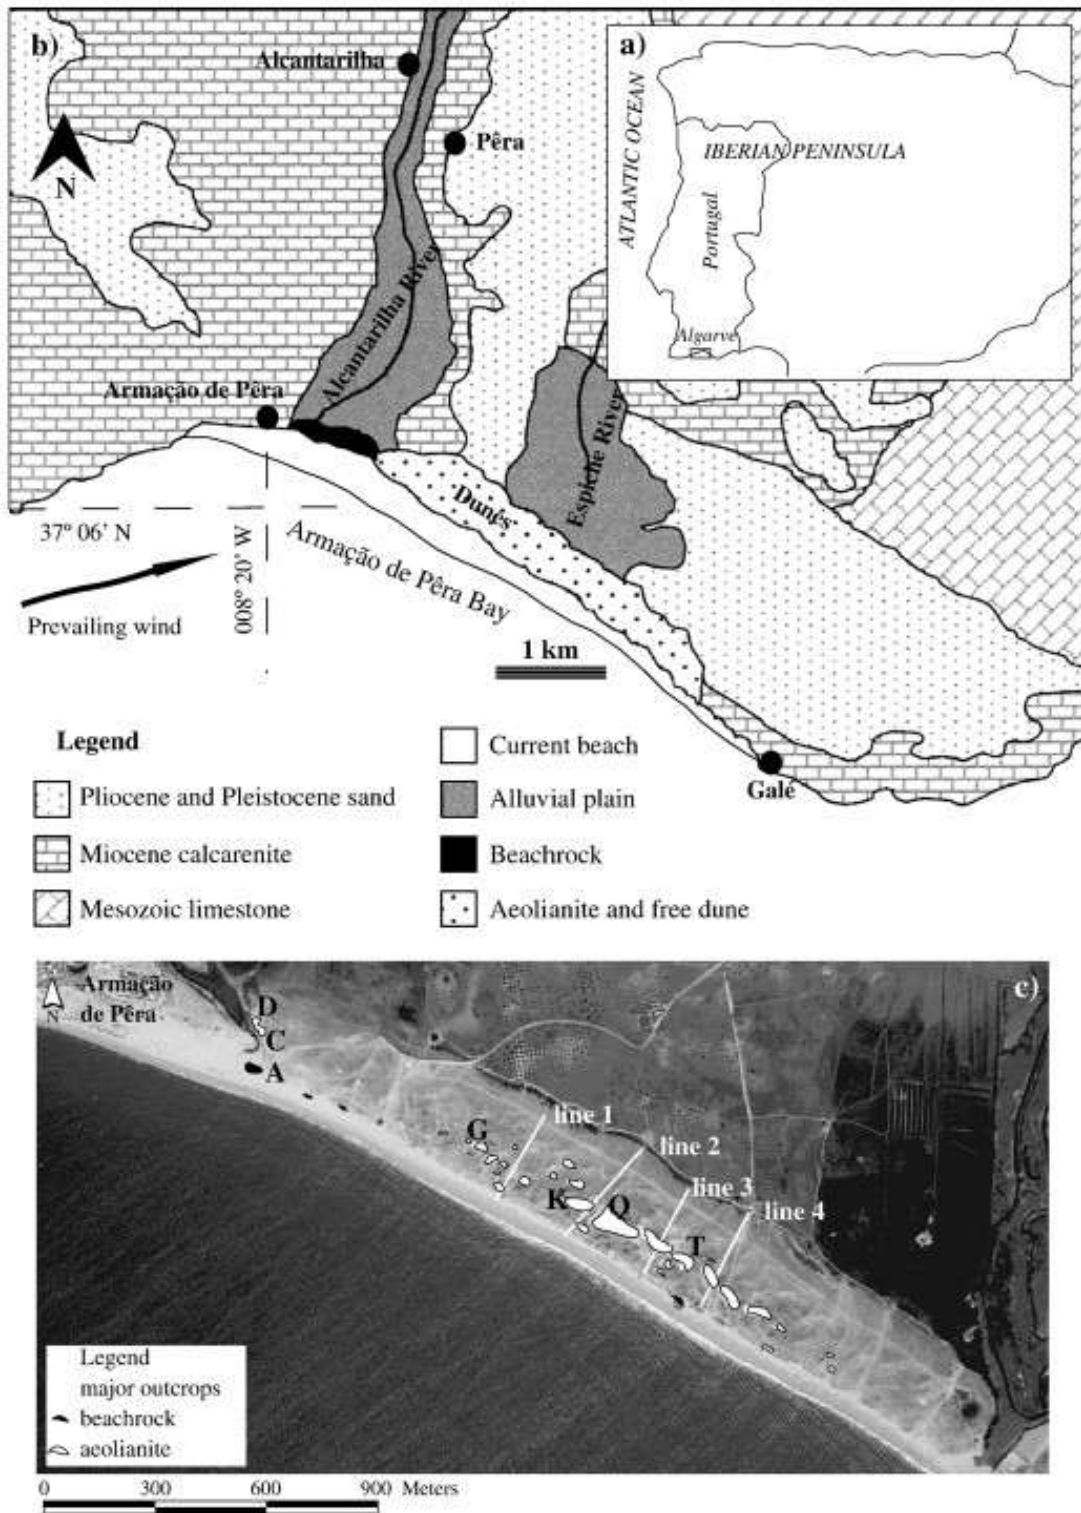 b)
a)
Alcantarilha
Pêra
N
ATLANTIC OCEAN
IBERIAN PENINSULA
Portugal
Algarve
Alcantarilha River
Armação de Pêra
Espiche River
Dunes
37º 06' N
008º 20' W
Armação de Pêra Bay
Prevailing wind
1 km
Galé
Legend
Pliocene and Pleistocene sand
Miocene calcarenite
Mesozoic limestone
Current beach
Alluvial plain
Beachrock
Aeolianite and free dune
c)
Armação
de Pêra
N
D
C
A
G
line 1
line 2
K
Q
line 3
T
line 4
Legend
major outcrops
beachrock
aeolianite
0 300 600 900 Meters